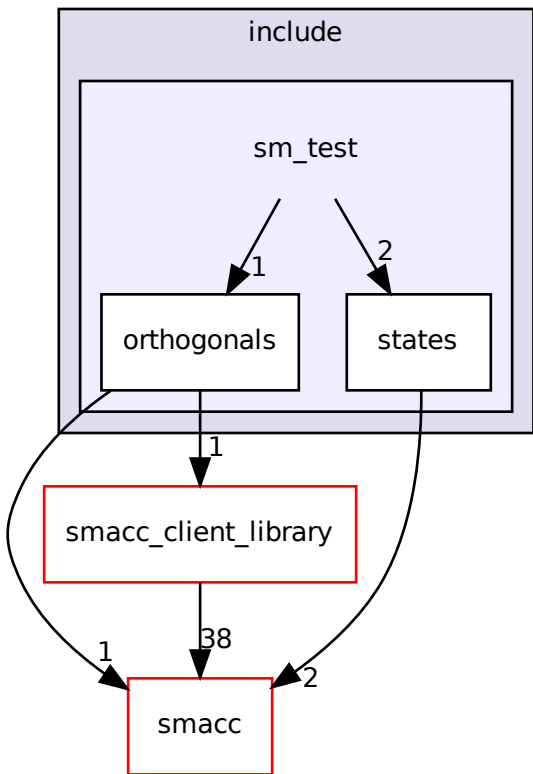 include
sm_test
1
2
orthogonals
states
1
smacc_client_library
38
1
2
smacc